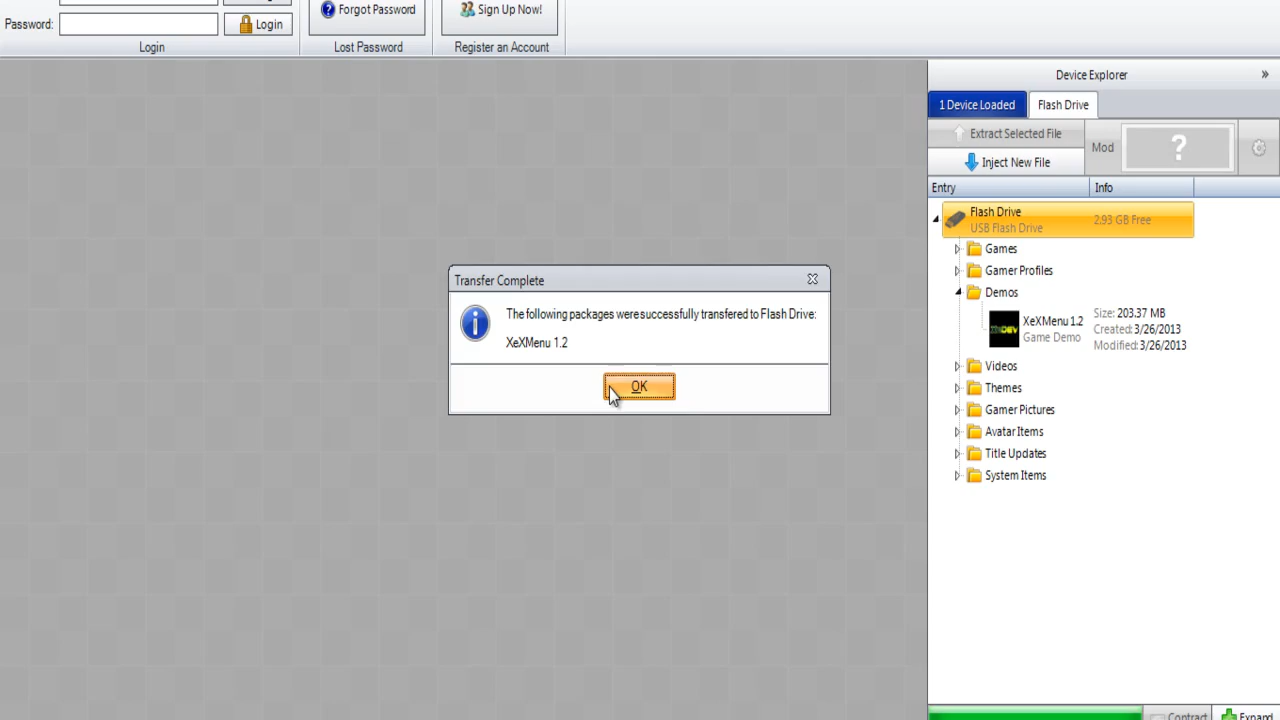 Password:
Login
Login
Forgot Password
Lost Password
Sign Up Now!
Register an Account
Device Explorer »
1 Device Loaded
Flash Drive
Extract Selected File
Inject New File
Mod
?
Entry
Info
Flash Drive
USB Flash Drive
2.93 GB Free
Games
Gamer Profiles
Demos
XeXMenu 1.2
Game Demo
Size: 203.37 MB
Created: 3/26/2013
Modified: 3/26/2013
Videos
Themes
Gamer Pictures
Avatar Items
Title Updates
System Items
Transfer Complete
The following packages were successfully transfered to Flash Drive:
XeXMenu 1.2
OK
Contract
Expand